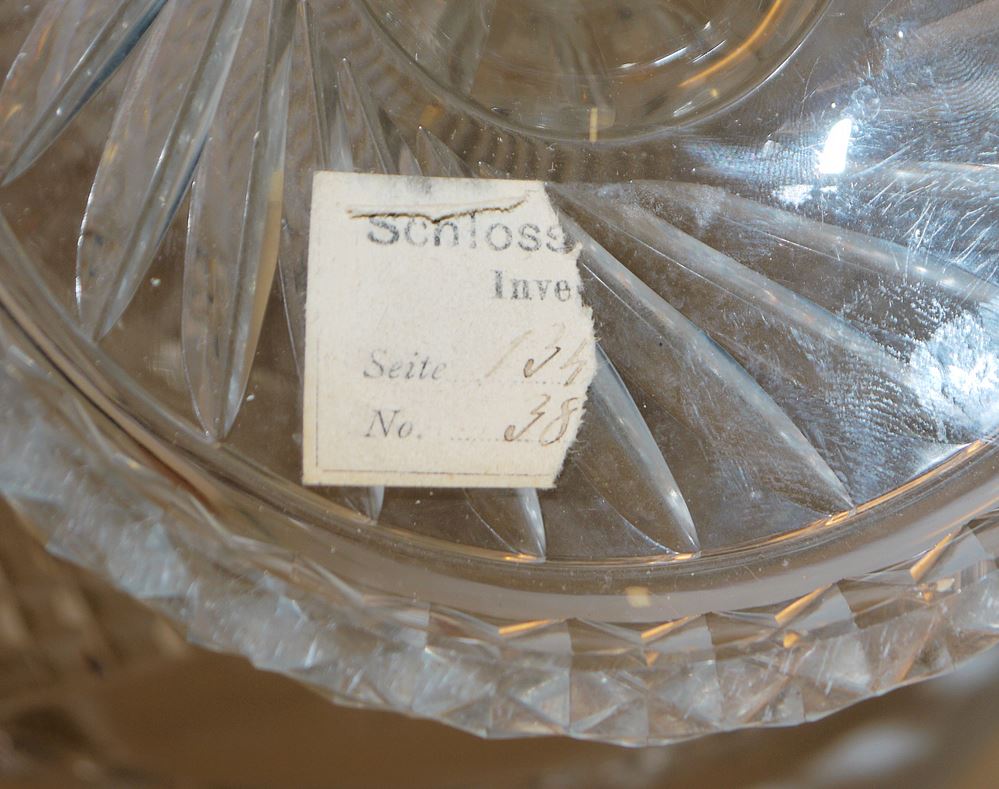 Schloss
Inve
Seite 134
No. 38